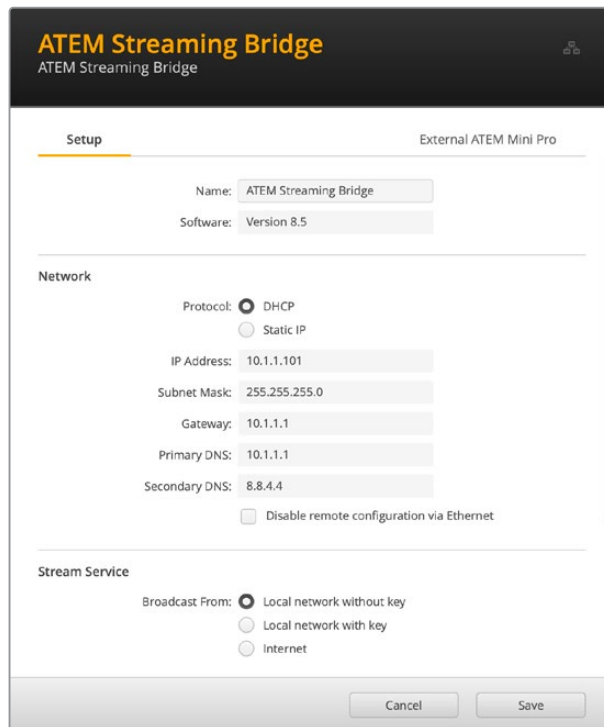 ATEM Streaming Bridge
ATEM Streaming Bridge
Setup External ATEM Mini Pro
Name: ATEM Streaming Bridge
Software: Version 8.5
Network
Protocol: DHCP
Static IP
IP Address: 10.1.1.101
Subnet Mask: 255.255.255.0
Gateway: 10.1.1.1
Primary DNS: 10.1.1.1
Secondary DNS: 8.8.4.4
Disable remote configuration via Ethernet
Stream Service
Broadcast From: Local network without key
Local network with key
Internet
Cancel Save